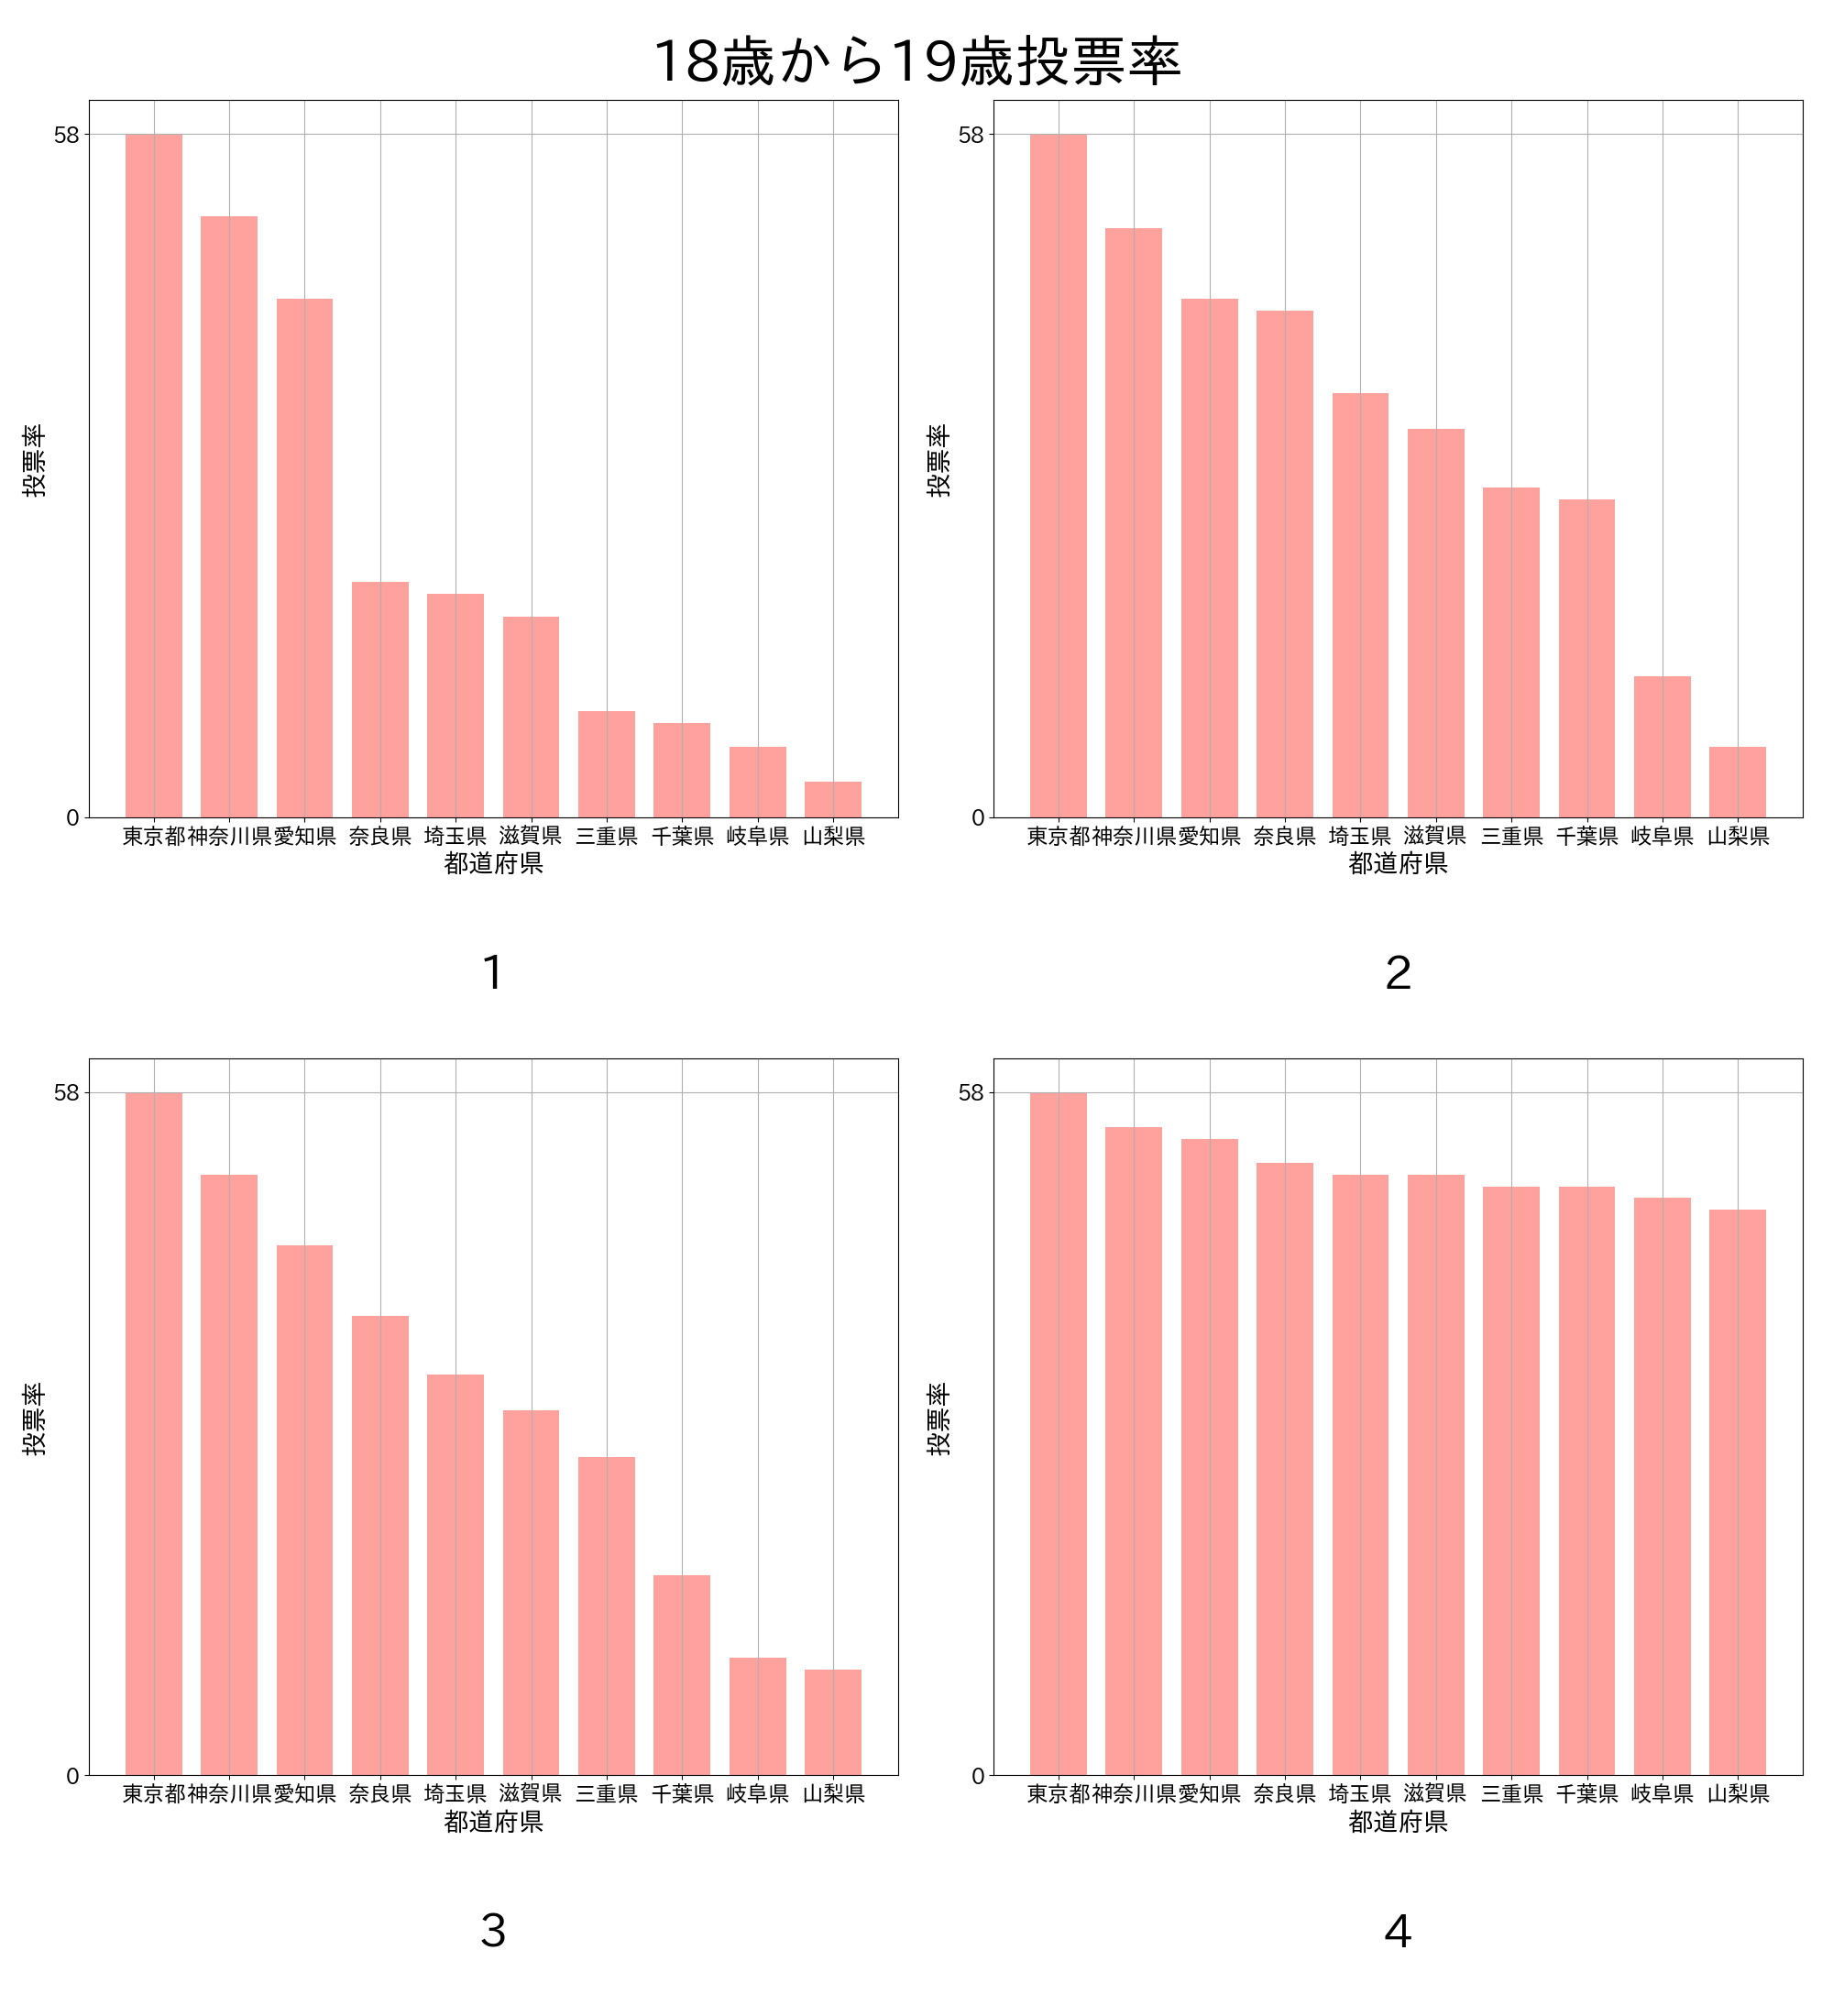 18歳から19歳投票率
58
0
投票率
東京都 神奈川県 愛知県 奈良県 埼玉県 滋賀県 三重県 千葉県 岐阜県 山梨県
都道府県
1
58
0
投票率
東京都 神奈川県 愛知県 奈良県 埼玉県 滋賀県 三重県 千葉県 岐阜県 山梨県
都道府県
2
58
0
投票率
東京都 神奈川県 愛知県 奈良県 埼玉県 滋賀県 三重県 千葉県 岐阜県 山梨県
都道府県
3
58
0
投票率
東京都 神奈川県 愛知県 奈良県 埼玉県 滋賀県 三重県 千葉県 岐阜県 山梨県
都道府県
4